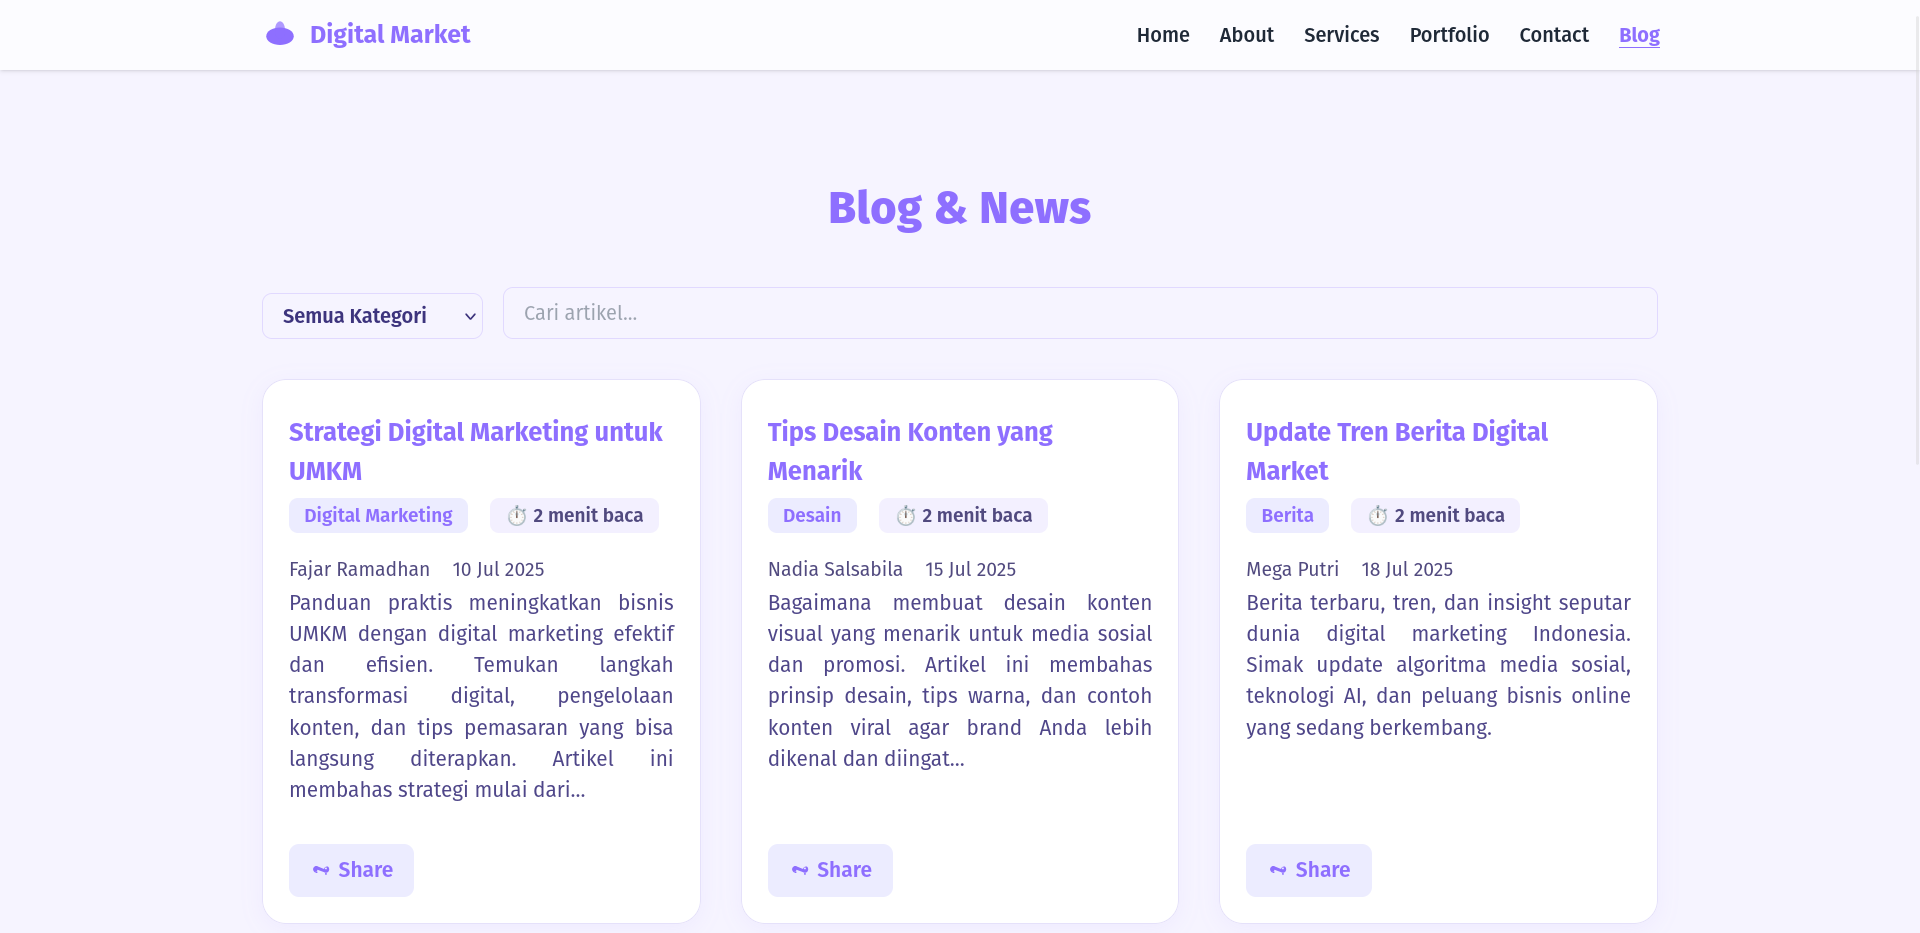 Digital Market
Home About Services Portfolio Contact Blog
Blog & News
Semua Kategori
Cari artikel...
Strategi Digital Marketing untuk
UMKM
Digital Marketing ⏱️ 2 menit baca
Fajar Ramadhan 10 Jul 2025
Panduan praktis meningkatkan bisnis
UMKM dengan digital marketing efektif
dan efisien. Temukan langkah
transformasi digital, pengelolaan
konten, dan tips pemasaran yang bisa
langsung diterapkan. Artikel ini
membahas strategi mulai dari...
Share
Tips Desain Konten yang
Menarik
Desain ⏱️ 2 menit baca
Nadia Salsabila 15 Jul 2025
Bagaimana membuat desain konten
visual yang menarik untuk media sosial
dan promosi. Artikel ini membahas
prinsip desain, tips warna, dan contoh
konten viral agar brand Anda lebih
dikenal dan diingat...
Share
Update Tren Berita Digital
Market
Berita ⏱️ 2 menit baca
Mega Putri 18 Jul 2025
Berita terbaru, tren, dan insight seputar
dunia digital marketing Indonesia.
Simak update algoritma media sosial,
teknologi AI, dan peluang bisnis online
yang sedang berkembang.
Share